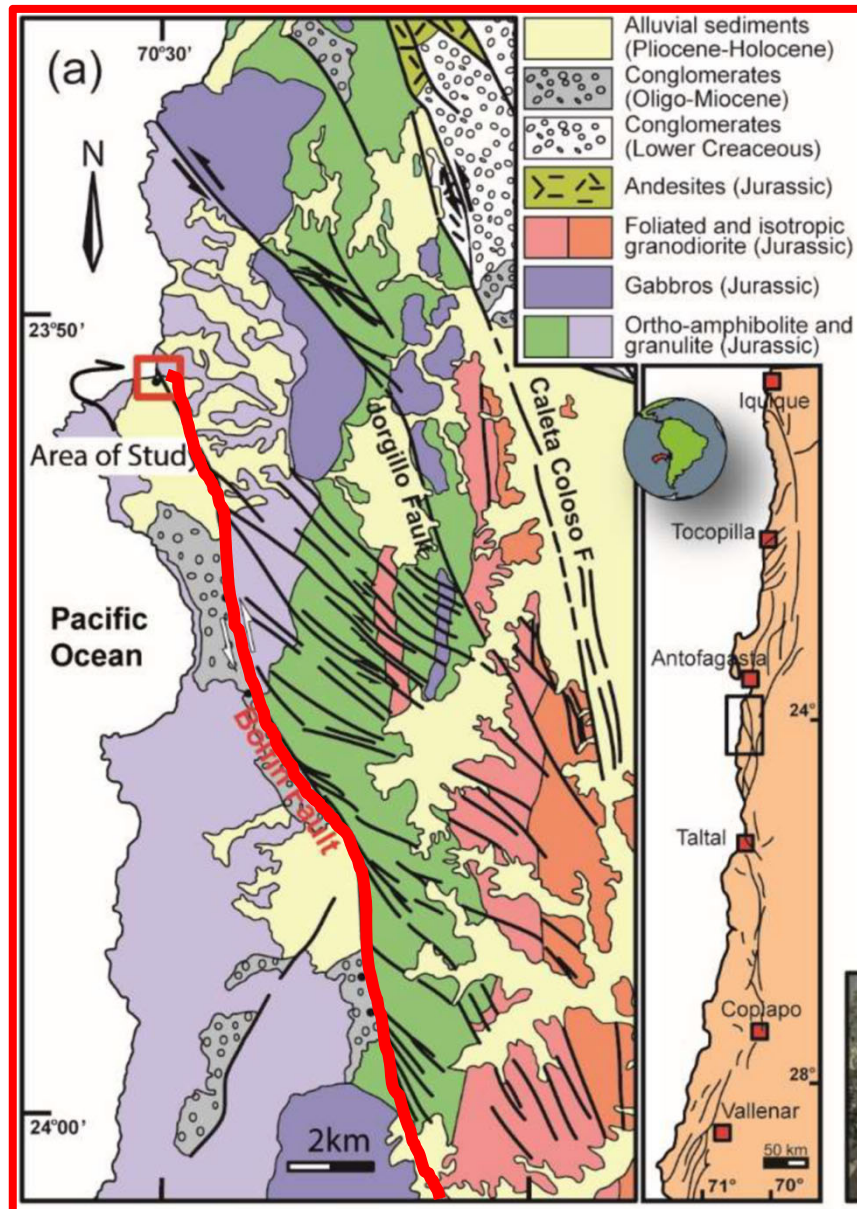 (a)
70°30'
N
23°50'
Area of Study
Pacific
Ocean
Jorgillo Fault
Caleta Coloso F.
Bolfin Fault
24°00'
2km
Alluvial sediments
(Pliocene-Holocene)
Conglomerates
(Oligo-Miocene)
Conglomerates
(Lower Creaceous)
Andesites (Jurassic)
Foliated and isotropic
granodiorite (Jurassic)
Gabbros (Jurassic)
Ortho-amphibolite and
granulite (Jurassic)
Iquique
Tocopilla
Antofagasta
24°
Taltal
Copiapo
28°
Vallenar
50 km
71°
70°